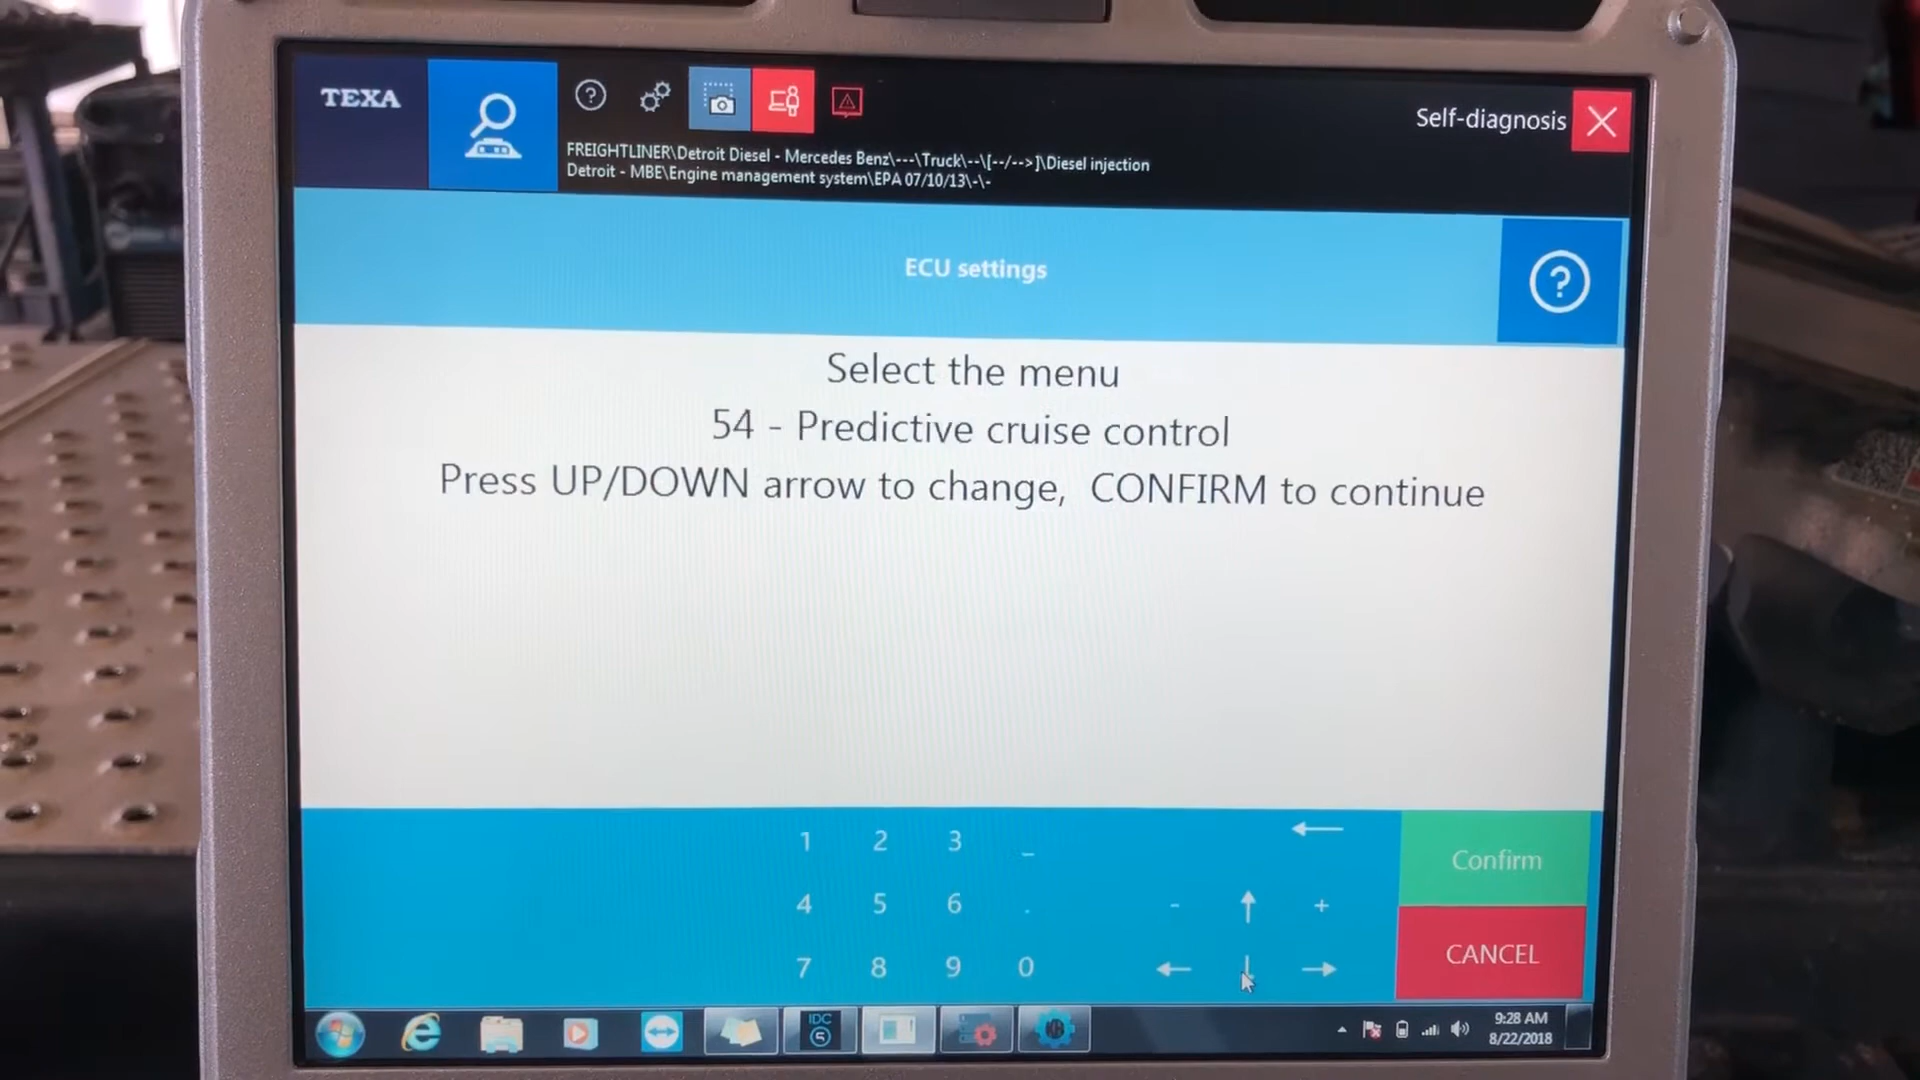 TEXA
Self-diagnosis
FREIGHTLINER\Detroit Diesel - Mercedes Benz\---\Truck\--\[--/-->]\Diesel injection
Detroit - MBE\Engine management system\EPA 07/10/13\-\-
ECU settings
?
Select the menu
54 - Predictive cruise control
Press UP/DOWN arrow to change,  CONFIRM to continue
1 2 3 _
4 5 6 . - +
7 8 9 0
Confirm
CANCEL
IDC
5
9:28 AM
8/22/2018